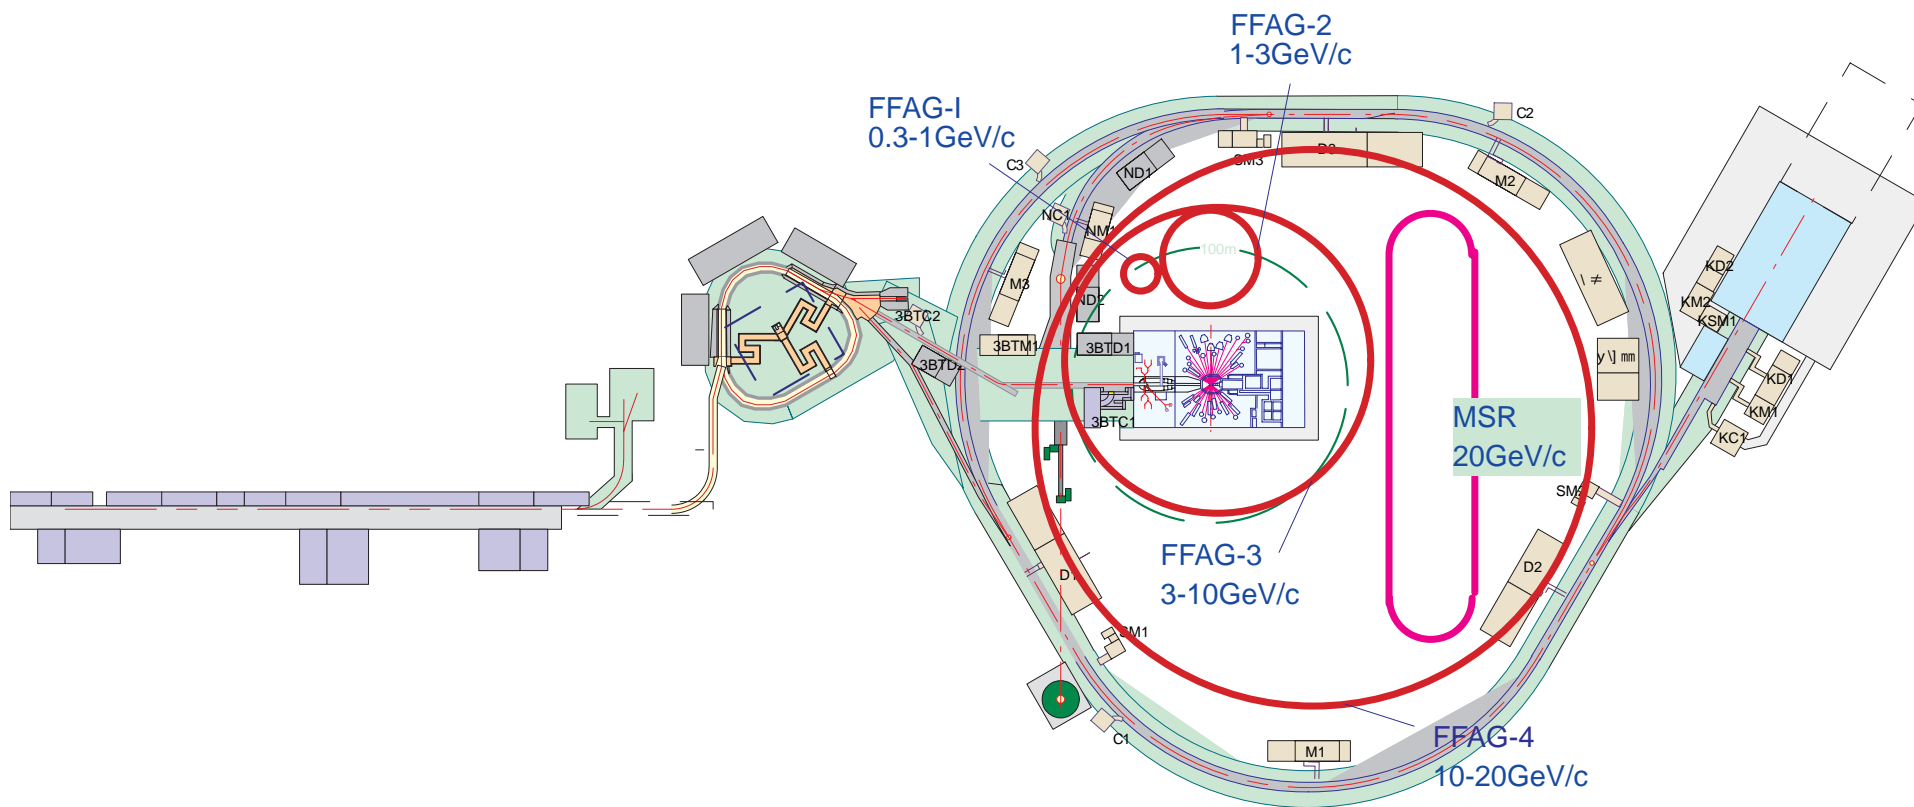 FFAG-2
1-3GeV/c
FFAG-I
0.3-1GeV/c
C2
C3
SM3
D3
ND1
M2
NC1
NM1
100m
KD2
M3
ND2
KM2
KSM1
3BTC2
3BTM1
3BTD1
3BTD2
y\] mm
KD1
3BTC1
MSR
20GeV/c
KM1
KC1
SM2
FFAG-3
3-10GeV/c
D1
D2
SM1
C1
M1
FFAG-4
10-20GeV/c